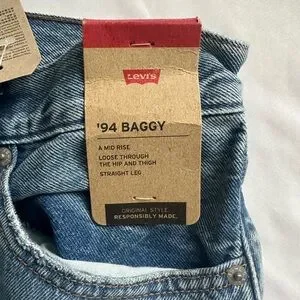 Levi's
'94 BAGGY
A MID RISE
LOOSE THROUGH
THE HIP AND THIGH
STRAIGHT LEG
ORIGINAL STYLE.
RESPONSIBLY MADE.